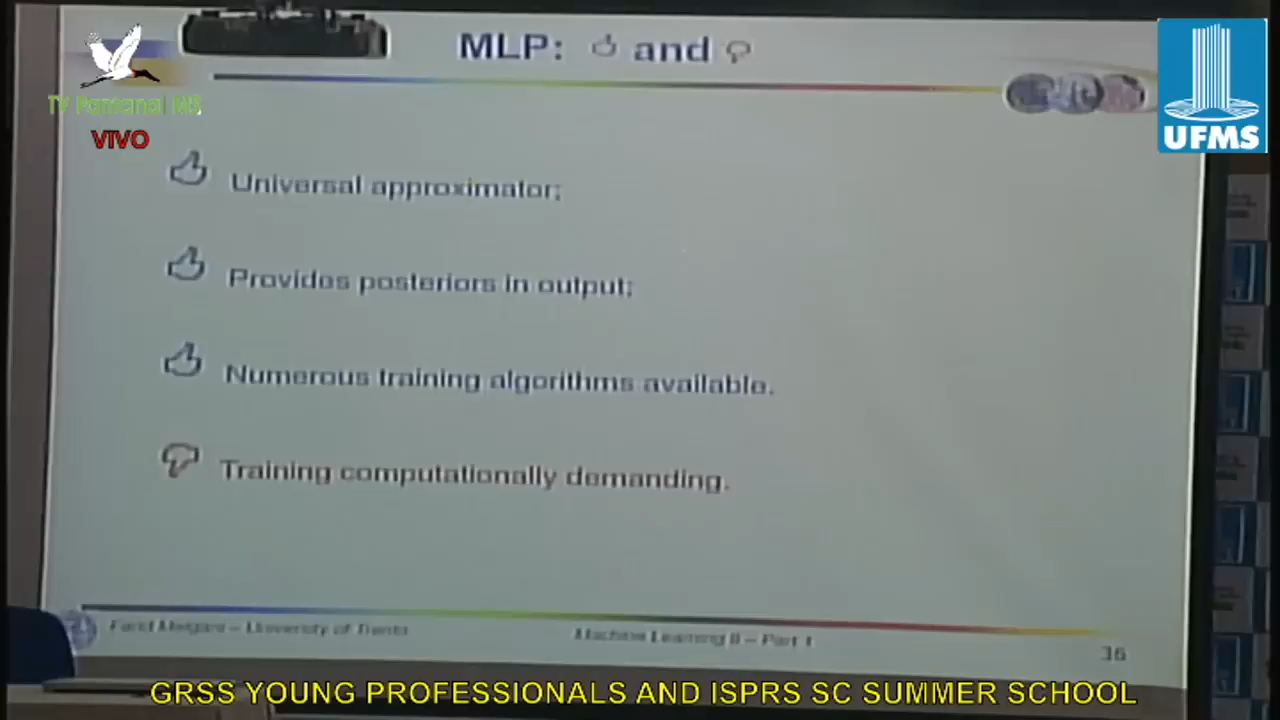 MLP: and
TV Pantanal MS
VIVO
UFMS
Universal approximator;
Provides posteriors in output;
Numerous training algorithms available.
Training computationally demanding.
Farid Melgani – University of Trento
Machine Learning II – Part 1
36
GRSS YOUNG PROFESSIONALS AND ISPRS SC SUMMER SCHOOL